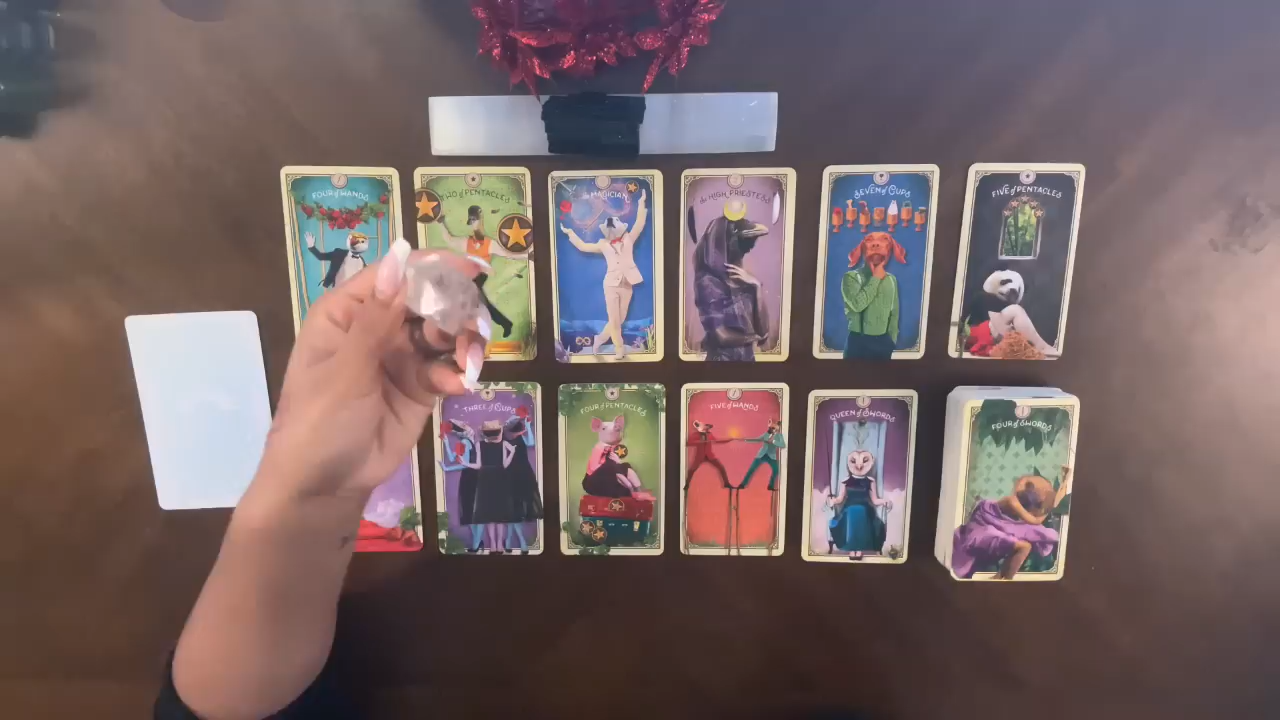 FOUR of WANDS
TWO of PENTACLES
the MAGICIAN
the HIGH PRIESTESS
SEVEN of CUPS
FIVE of PENTACLES
THREE of CUPS
FOUR of PENTACLES
FIVE of WANDS
QUEEN of SWORDS
FOUR of SWORDS